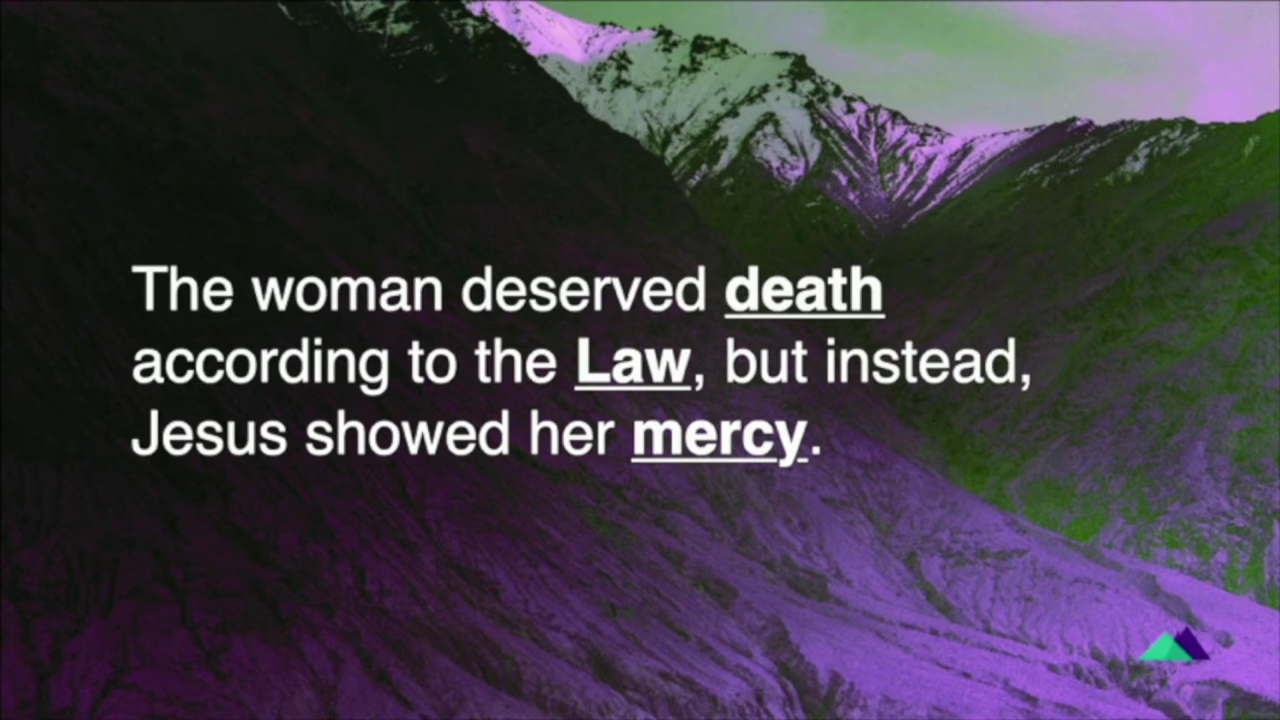 The woman deserved death
according to the Law, but instead,
Jesus showed her mercy.